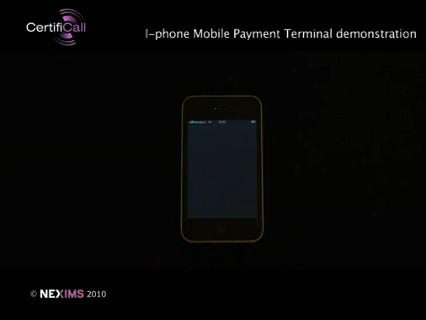 CertifiCall
I-phone Mobile Payment Terminal demonstration
© NEXIMS 2010